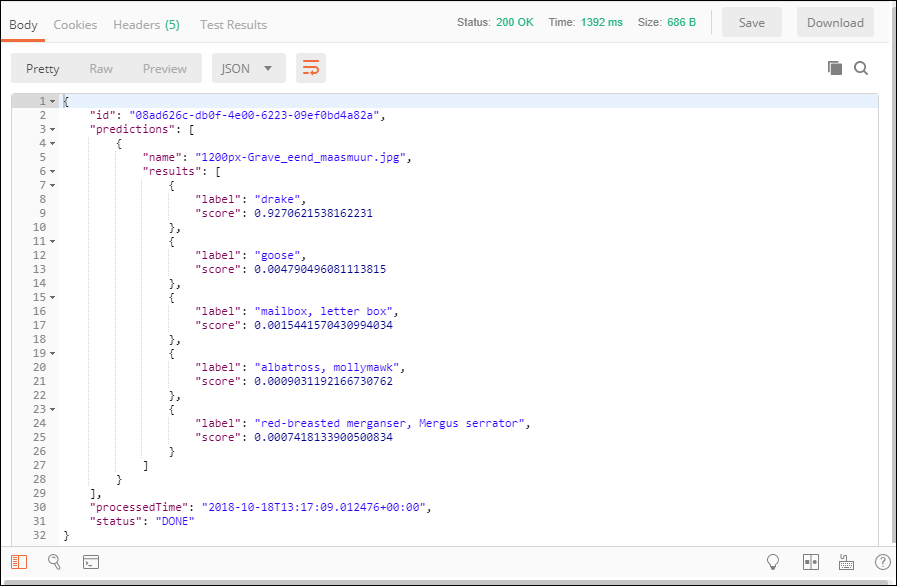 Body Cookies Headers (5) Test Results Status: 200 OK Time: 1392 ms Size: 686 B Save Download
Pretty Raw Preview JSON
1 {
2 "id": "08ad626c-db0f-4e00-6223-09ef0bd4a82a",
3 "predictions": [
4 {
5 "name": "1200px-Grave_eend_maasmuur.jpg",
6 "results": [
7 {
8 "label": "drake",
9 "score": 0.9270621538162231
10 },
11 {
12 "label": "goose",
13 "score": 0.004790496081113815
14 },
15 {
16 "label": "mailbox, letter box",
17 "score": 0.0015441570430994034
18 },
19 {
20 "label": "albatross, mollymawk",
21 "score": 0.0009031192166730762
22 },
23 {
24 "label": "red-breasted merganser, Mergus serrator",
25 "score": 0.0007418133900500834
26 }
27 ]
28 }
29 ],
30 "processedTime": "2018-10-18T13:17:09.012476+00:00",
31 "status": "DONE"
32 }